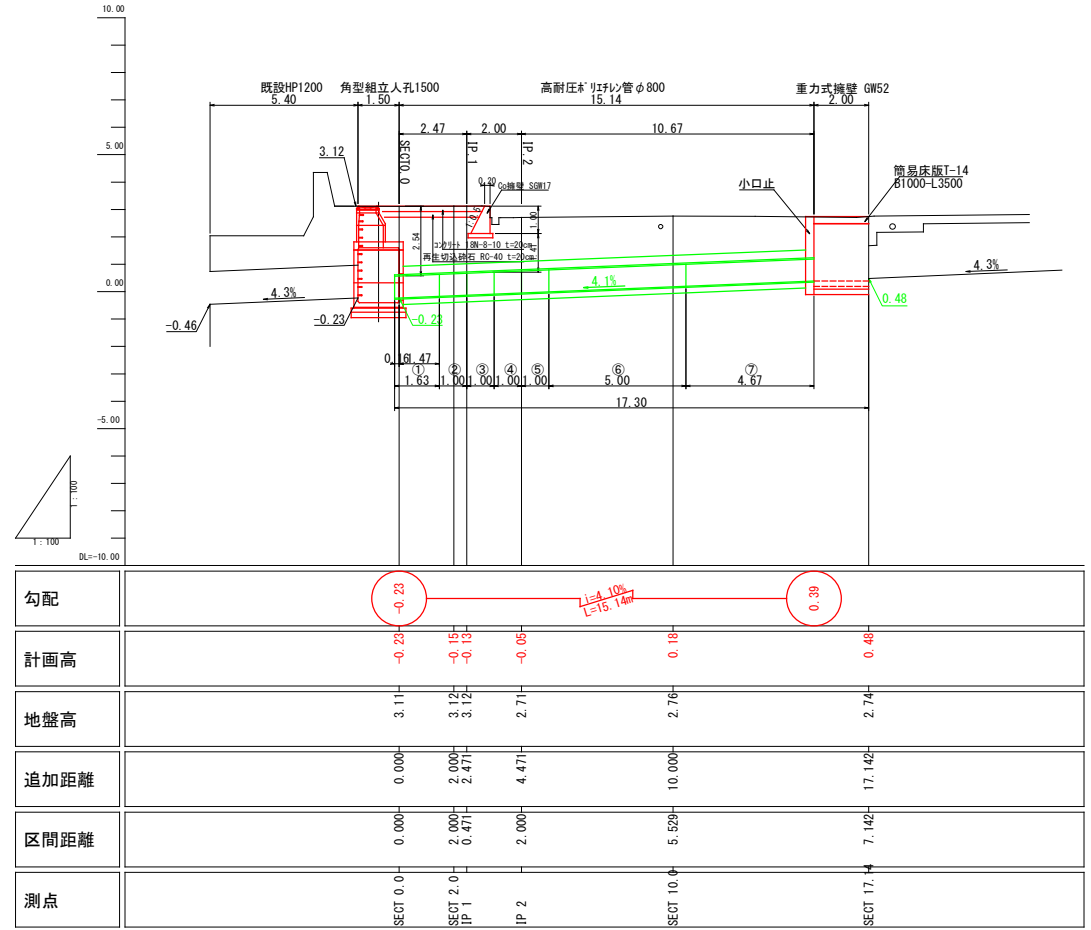 10.00
既設HP1200
角型組立人孔1500
高耐圧ポリエチレン管φ800
重力式擁壁 GW52
5.40
1.50
15.14
2.00
2.47
2.00
10.67
5.00
3.12
SECT0.0
IP.1
IP.2
0.20
Co擁壁 SGW17
小口止
簡易床版T-14
B1000-L3500
1:0.6
1.00
2.54
コンクリート 18N-8-10 t=20cm
再生切込砕石 RC-40 t=20cm
0.00
4.3%
4.1%
4.3%
-0.46
-0.23
-0.23
0.48
0.16
1.47
① ② ③ ④ ⑤ ⑥ ⑦
1.63
1.00
1.00
1.00
1.00
5.00
4.67
17.30
-5.00
1:100
1:100
DL=-10.00
勾配
-0.23
i=4.10%
L=15.14m
0.39
計画高
-0.23
-0.15
-0.13
-0.05
0.18
0.48
地盤高
3.11
3.12
3.12
2.71
2.76
2.74
追加距離
0.000
2.000
2.471
4.471
10.000
17.142
区間距離
0.000
2.000
0.471
2.000
5.529
7.142
測点
SECT 0.0
SECT 2.0
IP 1
IP 2
SECT 10.0
SECT 17.14